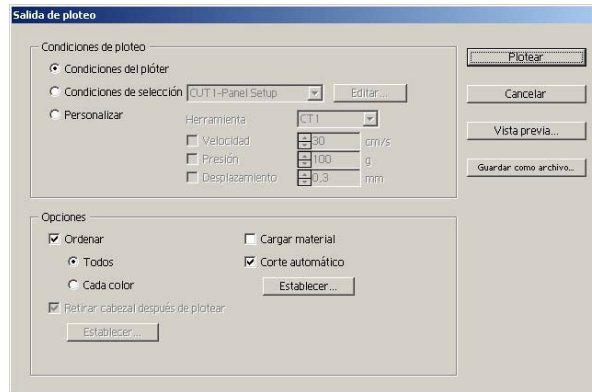 Salida de ploteo
Condiciones de ploteo
Condiciones del plóter
Condiciones de selección CUT1-Panel Setup Editar...
Personalizar
Herramienta CT1
Velocidad 30 cm/s
Presión 100 g
Desplazamiento 0.3 mm
Plotear
Cancelar
Vista previa...
Guardar como archivo...
Opciones
Ordenar
Todos
Cada color
Retirar cabezal después de plotear
Establecer...
Cargar material
Corte automático
Establecer...